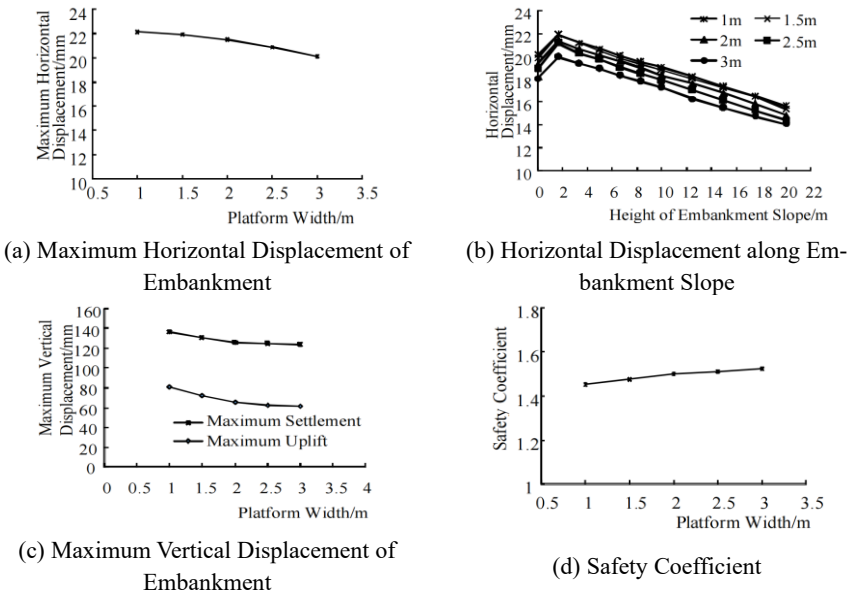 Maximum Horizontal
Displacement/mm
24
22
20
18
16
14
12
10
0.5 1 1.5 2 2.5 3 3.5
Platform Width/m
(a) Maximum Horizontal Displacement of
Embankment
Horizontal
Displacement/mm
24
22
20
18
16
14
12
10
1m 1.5m
2m 2.5m
3m
0 2 4 6 8 10 12 14 16 18 20 22
Height of Embankment Slope/m
(b) Horizontal Displacement along Em-
bankment Slope
Maximum Vertical
Displacement/mm
160
140
120
100
80
60
40
20
0
Maximum Settlement
Maximum Uplift
0 0.5 1 1.5 2 2.5 3 3.5 4
Platform Width/m
(c) Maximum Vertical Displacement of
Embankment
Safety Coefficient
1.8
1.6
1.4
1.2
1
0.5 1 1.5 2 2.5 3 3.5
Platform Width/m
(d) Safety Coefficient